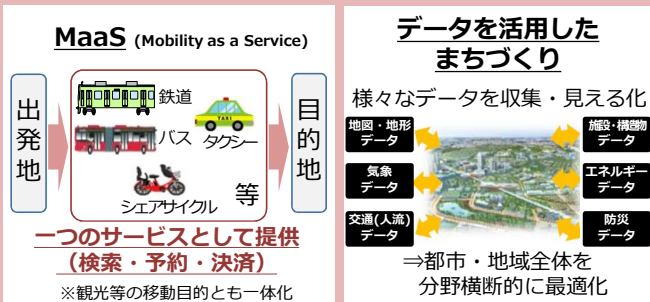 MaaS (Mobility as a Service)
出発地
鉄道
TAXI
バス
タクシー
シェアサイクル
等
目的地
一つのサービスとして提供
（検索・予約・決済）
※観光等の移動目的とも一体化
データを活用した
まちづくり
様々なデータを収集・見える化
地図・地形
データ
施設・構造物
データ
気象
データ
エネルギー
データ
交通(人流)
データ
防災
データ
⇒都市・地域全体を
分野横断的に最適化